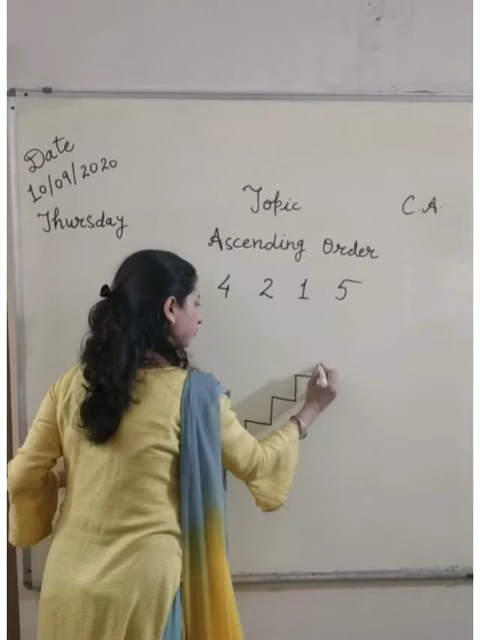 Date
10/09/2020
Thursday
Topic
C.A.
Ascending Order
4 2 1 5